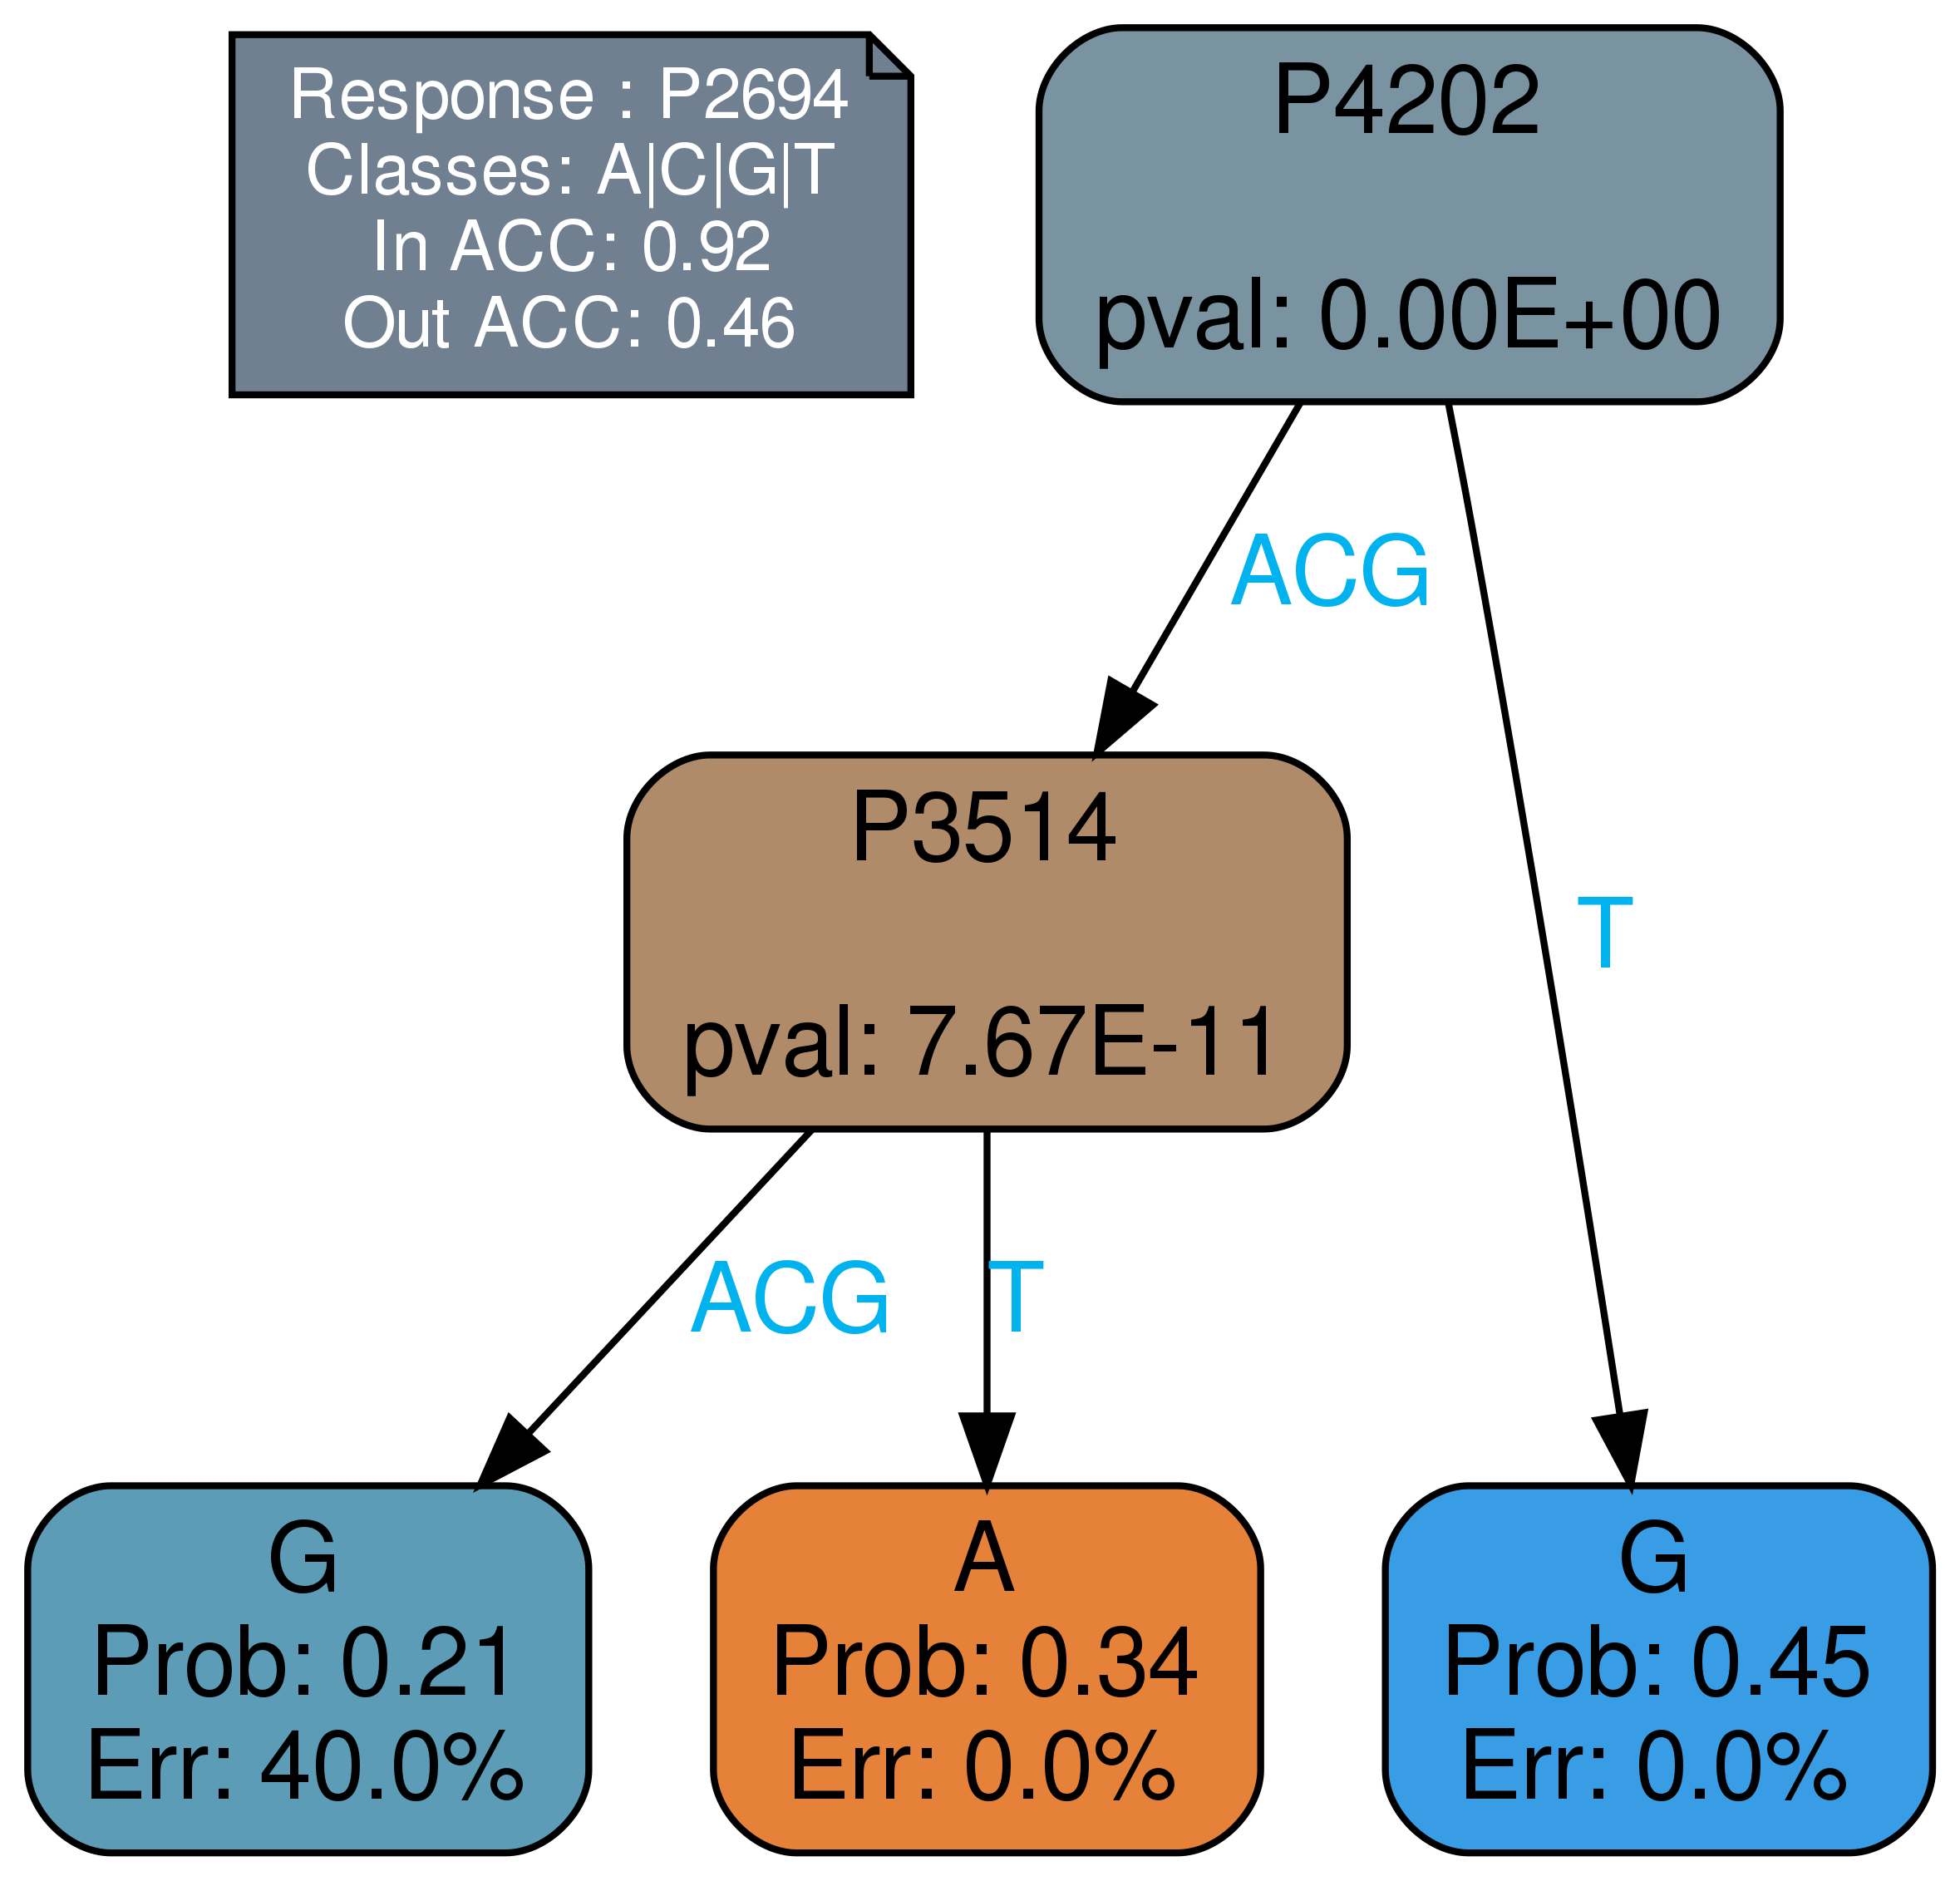 Response : P2694
Classes: A|C|G|T
In ACC: 0.92
Out ACC: 0.46
P4202
pval: 0.00E+00
ACG
P3514
pval: 7.67E-11
T
ACG
T
G
Prob: 0.21
Err: 40.0%
A
Prob: 0.34
Err: 0.0%
G
Prob: 0.45
Err: 0.0%